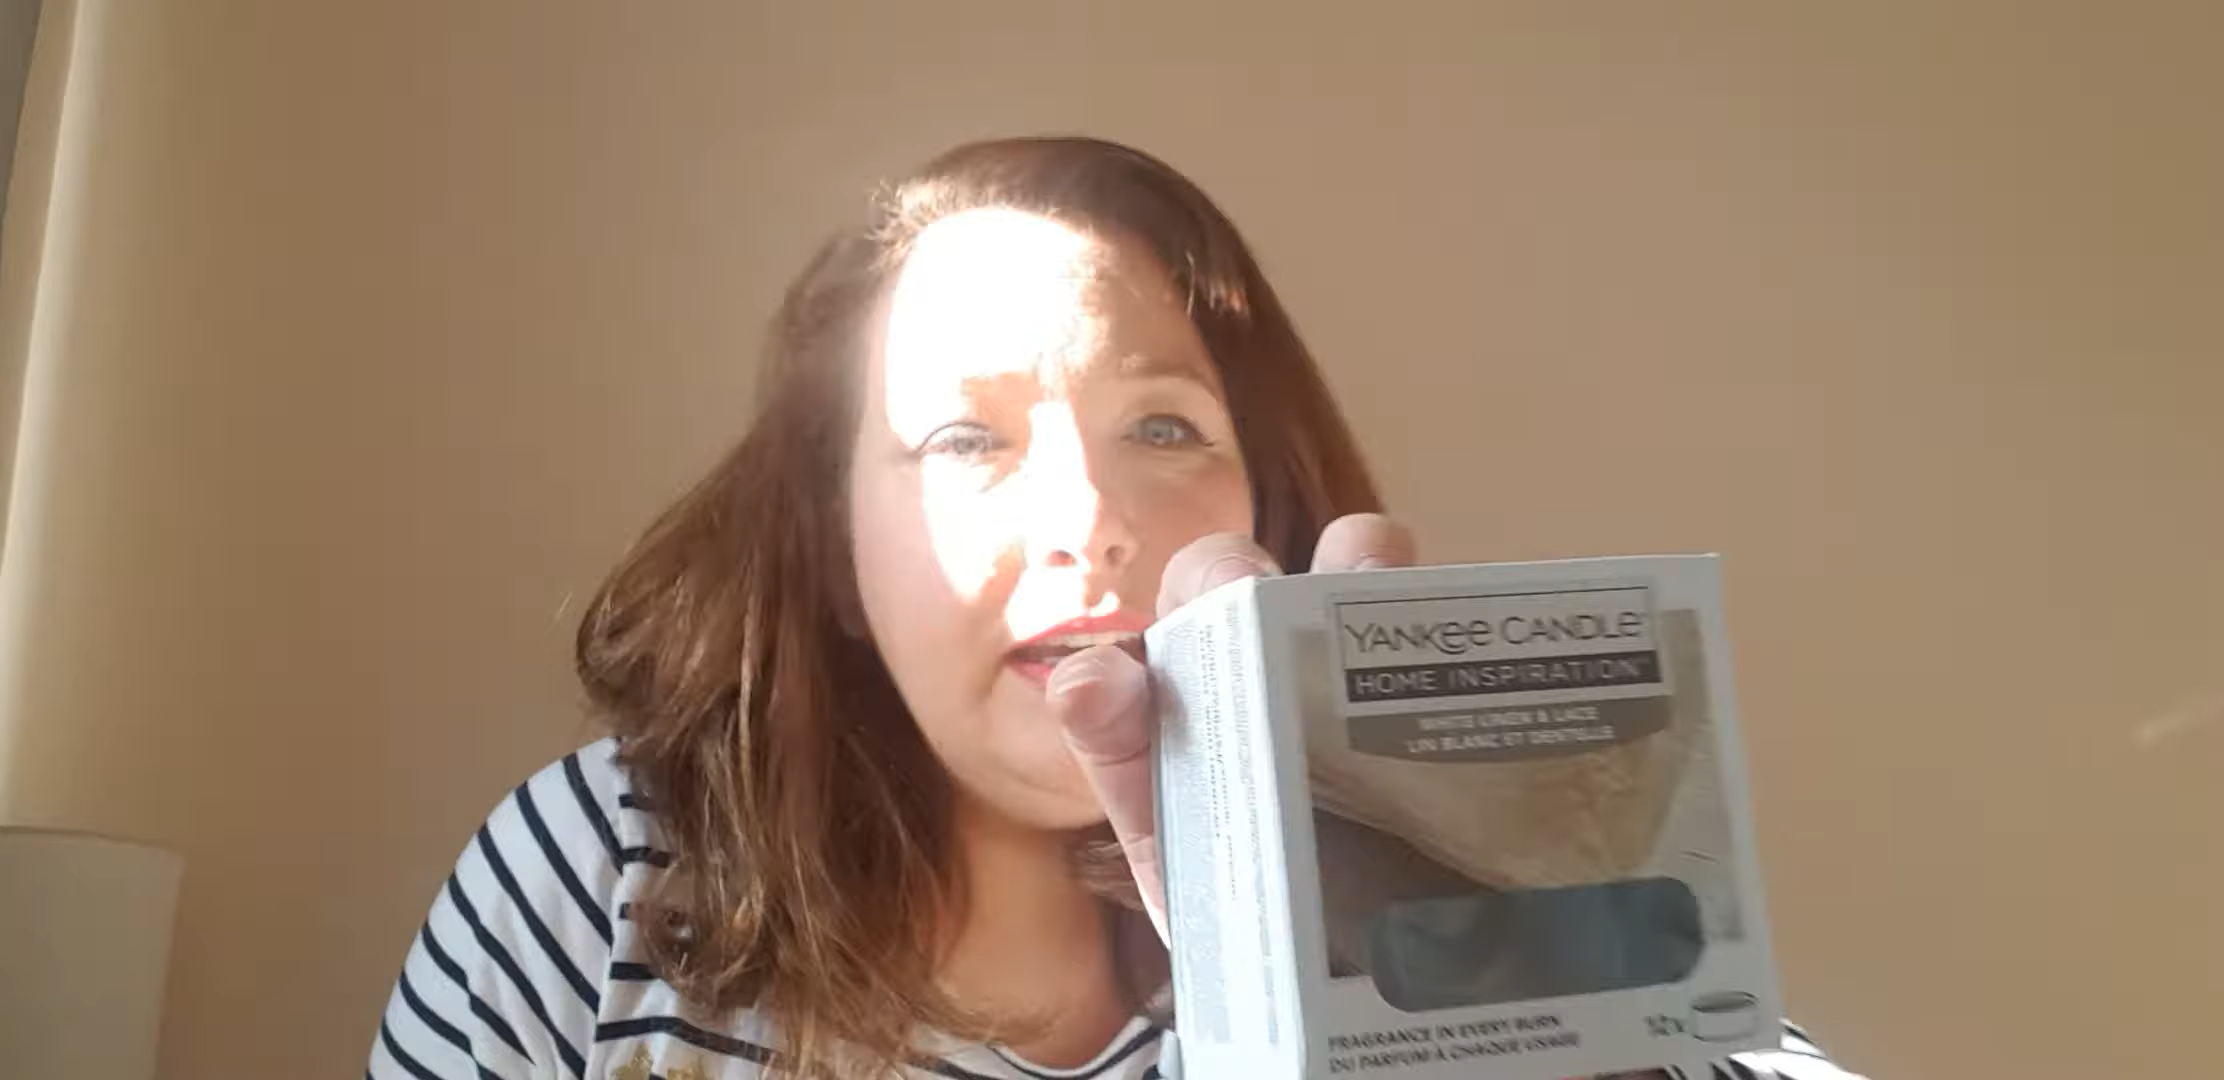 YANKEE CANDLE
HOME INSPIRATION
WHITE LINEN & LACE
LIN BLANC ET DENTELLE
FRAGRANCE IN EVERY BURN
DU PARFUM À CHAQUE USAGE
12x